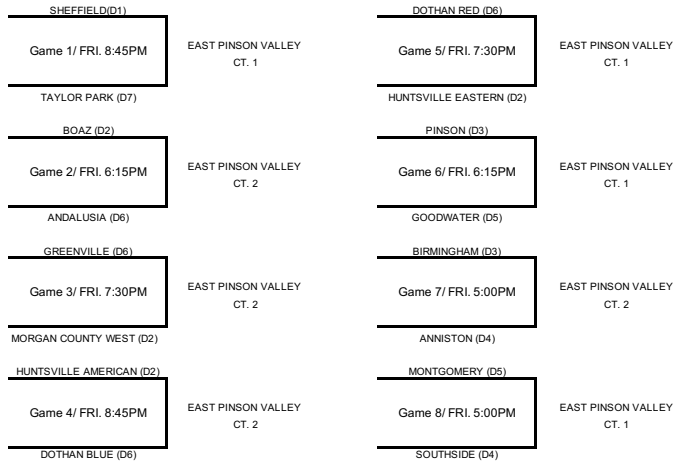 SHEFFIELD(D1)
Game 1/ FRI. 8:45PM
EAST PINSON VALLEY
CT. 1
TAYLOR PARK (D7)
BOAZ (D2)
Game 2/ FRI. 6:15PM
EAST PINSON VALLEY
CT. 2
ANDALUSIA (D6)
GREENVILLE (D6)
Game 3/ FRI. 7:30PM
EAST PINSON VALLEY
CT. 2
MORGAN COUNTY WEST (D2)
HUNTSVILLE AMERICAN (D2)
Game 4/ FRI. 8:45PM
EAST PINSON VALLEY
CT. 2
DOTHAN BLUE (D6)
DOTHAN RED (D6)
Game 5/ FRI. 7:30PM
EAST PINSON VALLEY
CT. 1
HUNTSVILLE EASTERN (D2)
PINSON (D3)
Game 6/ FRI. 6:15PM
EAST PINSON VALLEY
CT. 1
GOODWATER (D5)
BIRMINGHAM (D3)
Game 7/ FRI. 5:00PM
EAST PINSON VALLEY
CT. 2
ANNISTON (D4)
MONTGOMERY (D5)
Game 8/ FRI. 5:00PM
EAST PINSON VALLEY
CT. 1
SOUTHSIDE (D4)